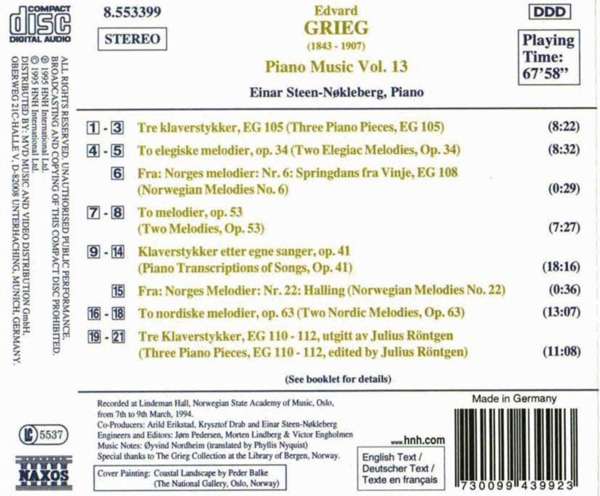 COMPACT
disc
DIGITAL AUDIO
8.553399
STEREO
Edvard
GRIEG
(1843 - 1907)
Piano Music Vol. 13
Einar Steen-Nøkleberg, Piano
DDD
Playing
Time:
67'58"
1 - 3 Tre klaverstykker, EG 105 (Three Piano Pieces, EG 105) (8:22)
4 - 5 To elegiske melodier, op. 34 (Two Elegiac Melodies, Op. 34) (8:32)
6 Fra: Norges melodier: Nr. 6: Springdans fra Vinje, EG 108
(Norwegian Melodies No. 6) (0:29)
7 - 8 To melodier, op. 53
(Two Melodies, Op. 53) (7:27)
9 - 14 Klaverstykker etter egne sanger, op. 41
(Piano Transcriptions of Songs, Op. 41) (18:16)
15 Fra: Norges Melodier: Nr. 22: Halling (Norwegian Melodies No. 22) (0:36)
16 - 18 To nordiske melodier, op. 63 (Two Nordic Melodies, Op. 63) (13:07)
19 - 21 Tre Klaverstykker, EG 110 - 112, utgitt av Julius Röntgen
(Three Piano Pieces, EG 110 - 112, edited by Julius Röntgen) (11:08)
(See booklet for details)
Recorded at Lindeman Hall, Norwegian State Academy of Music, Oslo,
from 7th to 9th March, 1994.
Co-Producers: Arild Erikstad, Krysztof Drab and Einar Steen-Nøkleberg
Engineers and Editors: Jørn Pedersen, Morten Lindberg & Victor Engholmen
Music Notes: Øyvind Nordheim (translated by Phyllis Nyquist)
Special thanks to The Grieg Collection at the Library of Bergen, Norway.
Cover Painting: Coastal Landscape by Peder Balke
(The National Gallery, Oslo, Norway)
Made in Germany
www.hnh.com
English Text /
Deutscher Text /
Texte en français
7 30099 43992 3
LC 5537
NAXOS
ALL RIGHTS RESERVED. UNAUTHORISED PUBLIC PERFORMANCE,
BROADCASTING AND COPYING OF THIS COMPACT DISC PROHIBITED.
℗ 1995 HNH International Ltd.
© 1995 HNH International Ltd.
DISTRIBUTED BY: MVD MUSIC AND VIDEO DISTRIBUTION GmbH,
OBERWEG 21C-HALLE V, D-82008 UNTERHACHING, MUNICH, GERMANY.